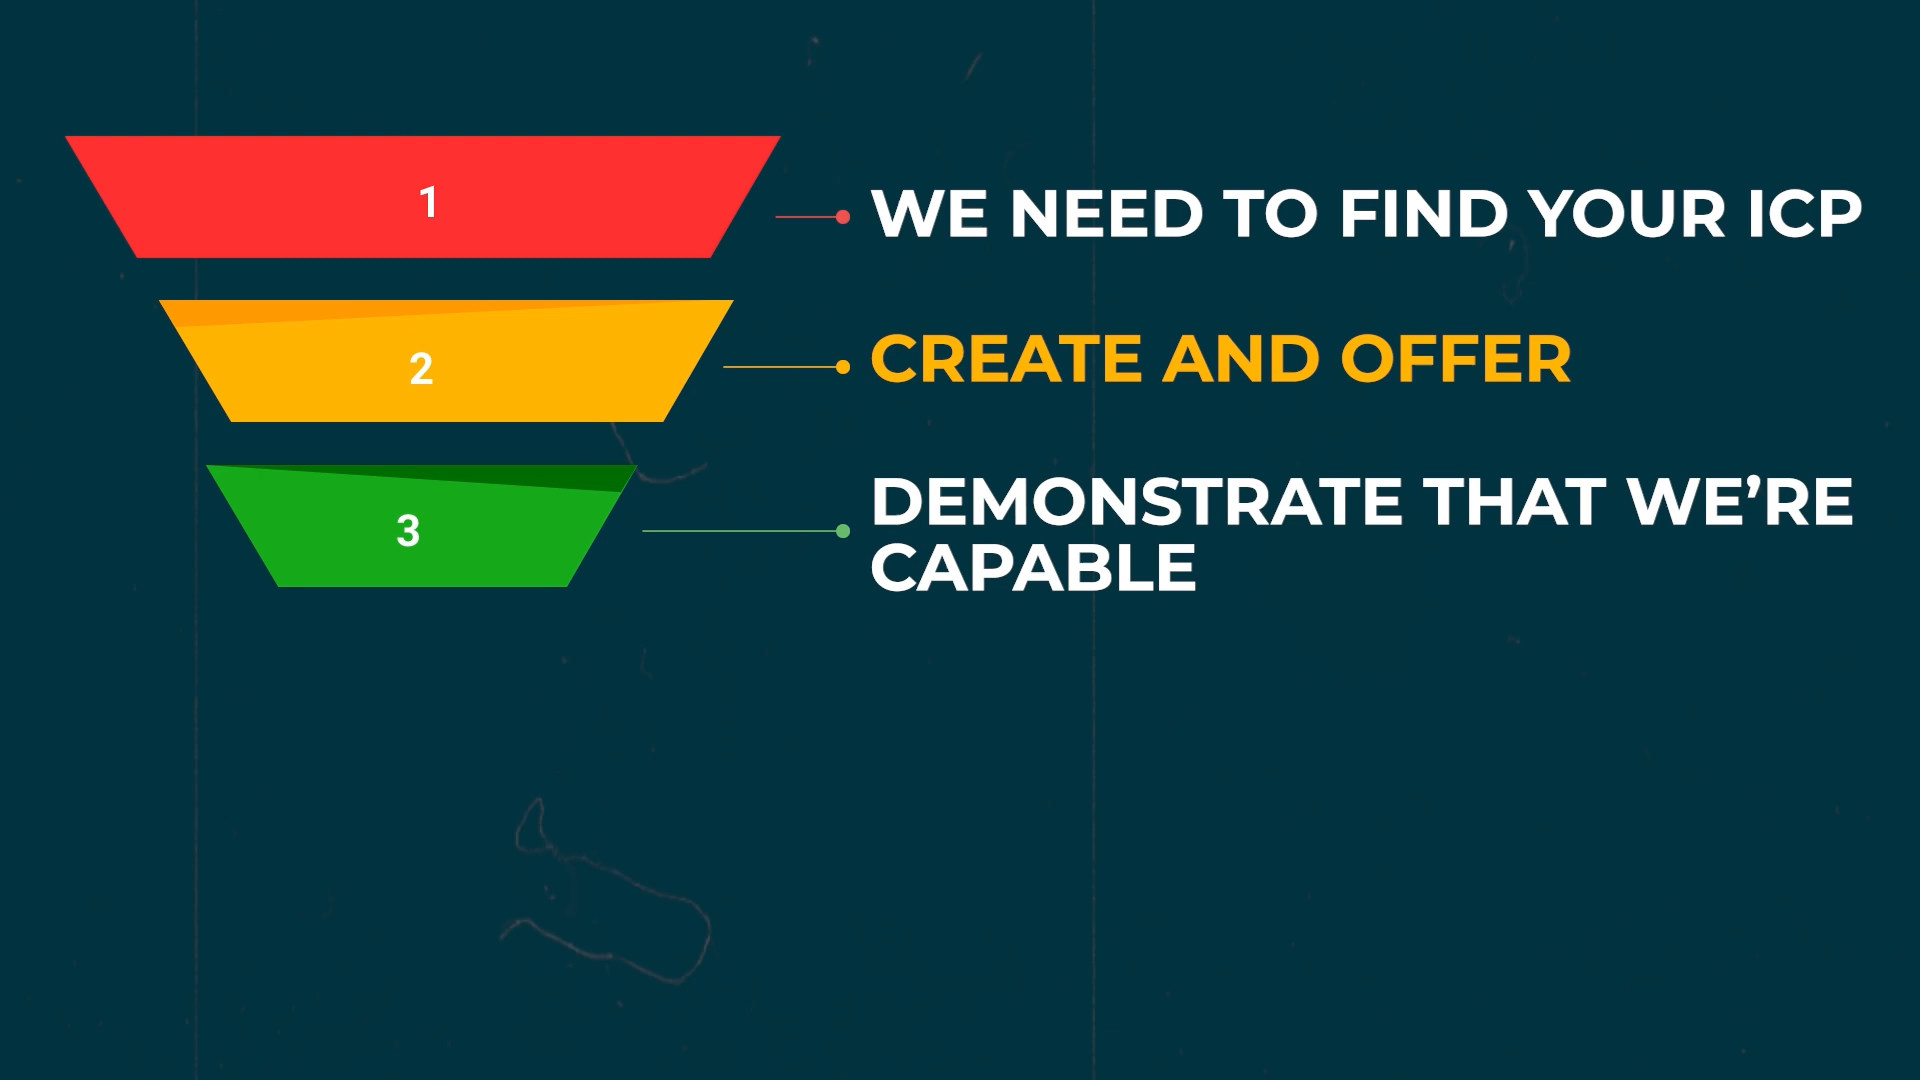 1
WE NEED TO FIND YOUR ICP
2
CREATE AND OFFER
3
DEMONSTRATE THAT WE’RE
CAPABLE